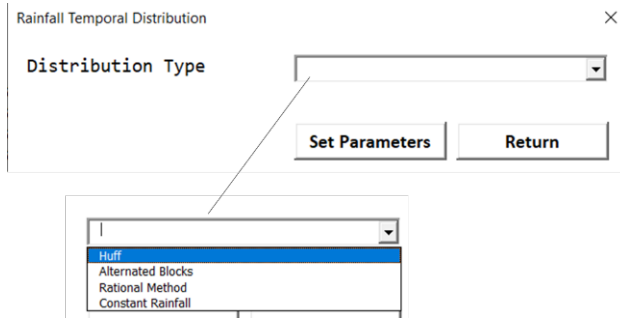 Rainfall Temporal Distribution
Distribution Type
Set Parameters Return
Huff
Alternated Blocks
Rational Method
Constant Rainfall